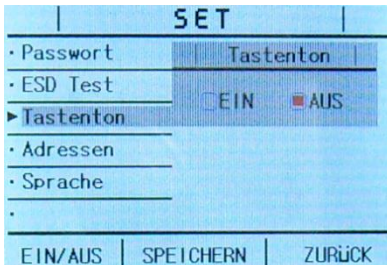 SET
· Passwort
· ESD Test
▸ Tastenton
· Adressen
· Sprache
·
Tastenton
EIN AUS
EIN/AUS SPEICHERN ZURÜCK